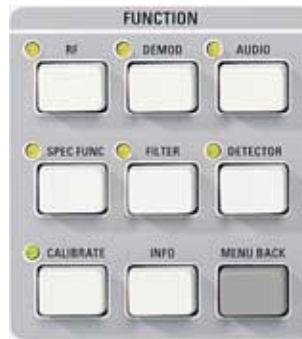 FUNCTION
RF DEMOD AUDIO
SPEC FUNC FILTER DETECTOR
CALIBRATE INFO MENU BACK